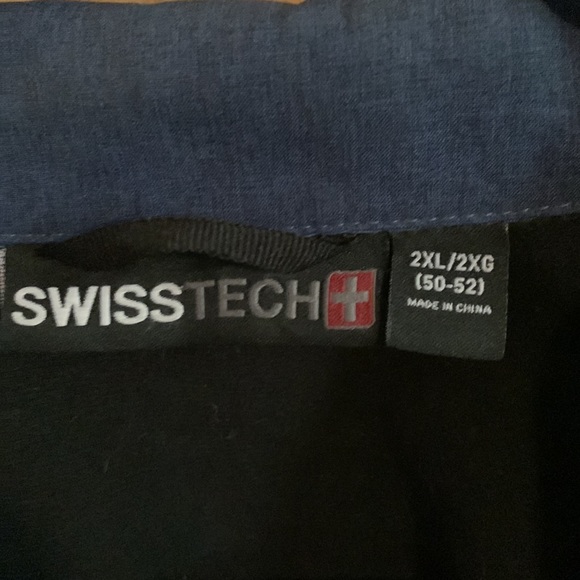 SWISSTECH
2XL/2XG
(50-52)
MADE IN CHINA